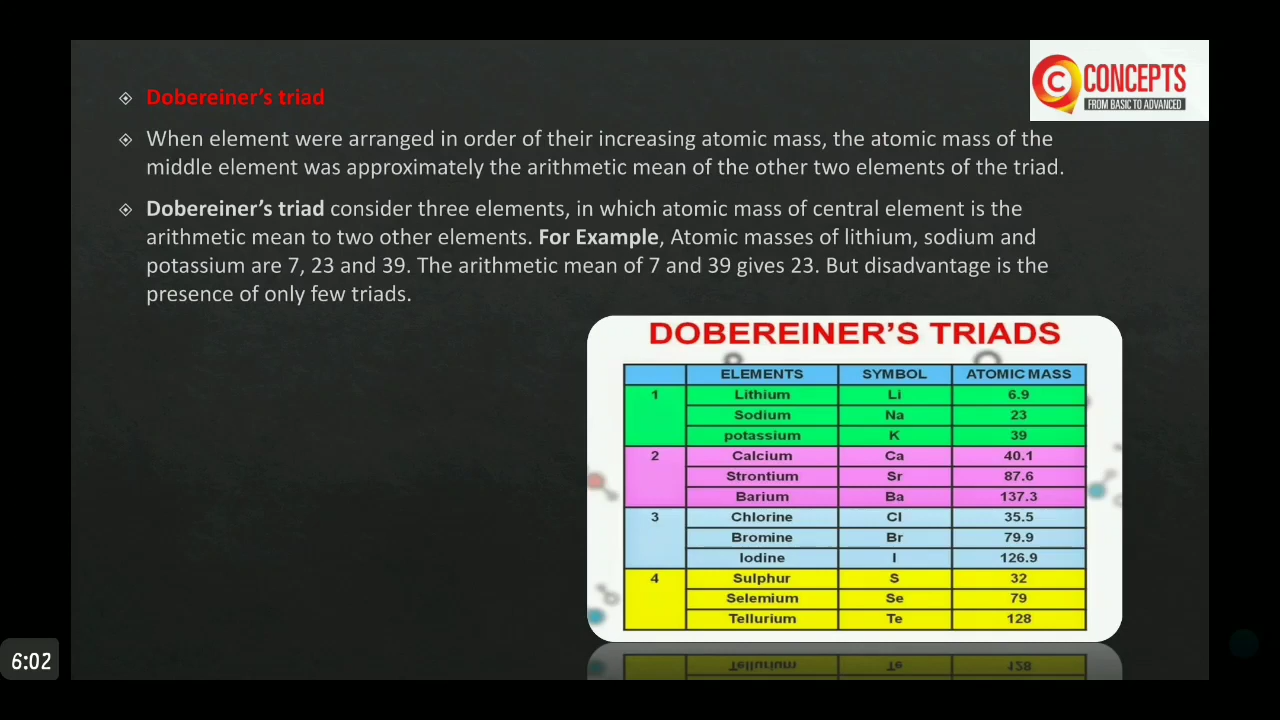 C CONCEPTS
FROM BASIC TO ADVANCED
Dobereiner's triad
When element were arranged in order of their increasing atomic mass, the atomic mass of the
middle element was approximately the arithmetic mean of the other two elements of the triad.
Dobereiner's triad consider three elements, in which atomic mass of central element is the
arithmetic mean to two other elements. For Example, Atomic masses of lithium, sodium and
potassium are 7, 23 and 39. The arithmetic mean of 7 and 39 gives 23. But disadvantage is the
presence of only few triads.
DOBEREINER'S TRIADS
ELEMENTS SYMBOL ATOMIC MASS
1 Lithium Li 6.9
Sodium Na 23
potassium K 39
2 Calcium Ca 40.1
Strontium Sr 87.6
Barium Ba 137.3
3 Chlorine Cl 35.5
Bromine Br 79.9
Iodine I 126.9
4 Sulphur S 32
Selemium Se 79
Tellurium Te 128
6:02